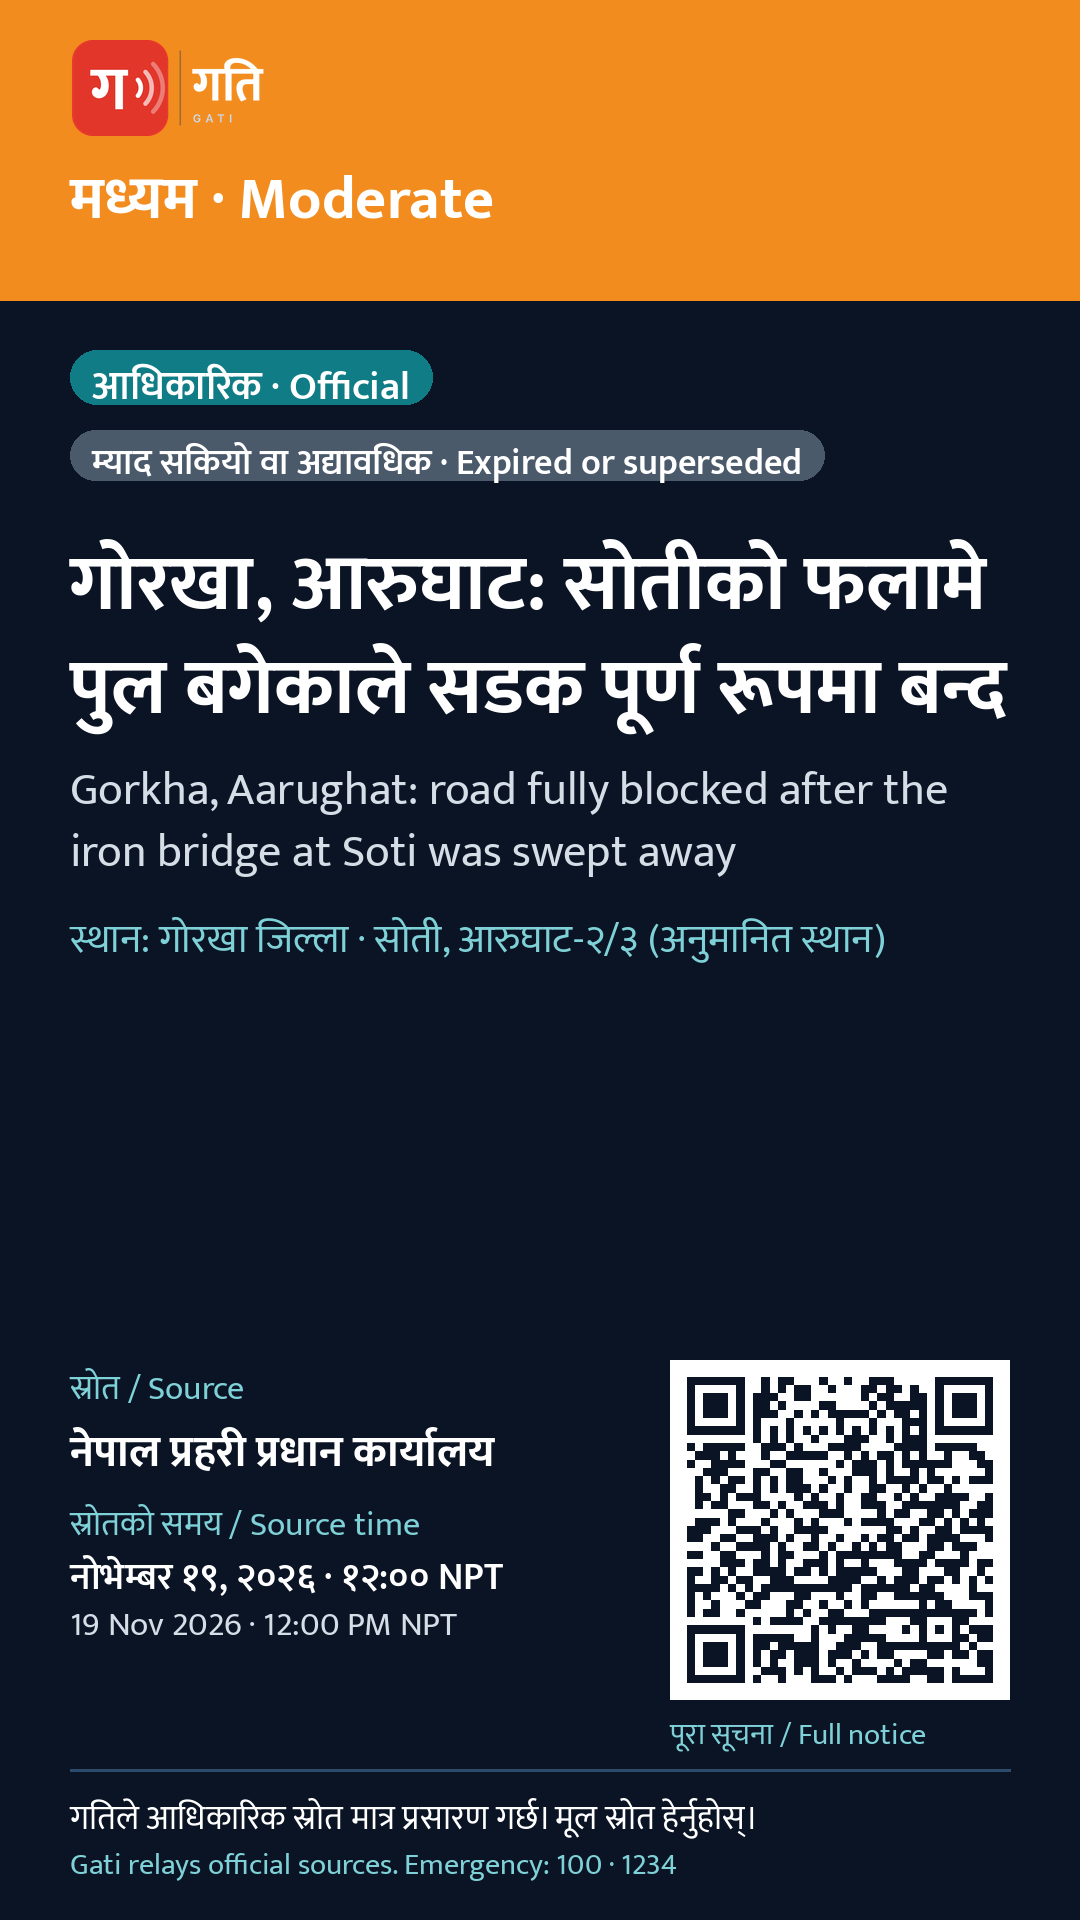 ग
गति
GATI
मध्यम · Moderate
आधिकारिक · Official
म्याद सकियो वा अद्यावधिक · Expired or superseded
गोरखा, आरुघाट: सोतीको फलामे
पुल बगेकाले सडक पूर्ण रूपमा बन्द
Gorkha, Aarughat: road fully blocked after the
iron bridge at Soti was swept away
स्थान: गोरखा जिल्ला · सोती, आरुघाट-२/३ (अनुमानित स्थान)
स्रोत / Source
नेपाल प्रहरी प्रधान कार्यालय
स्रोतको समय / Source time
नोभेम्बर १९, २०२६ · १२:०० NPT
19 Nov 2026 · 12:00 PM NPT
पूरा सूचना / Full notice
गतिले आधिकारिक स्रोत मात्र प्रसारण गर्छ। मूल स्रोत हेर्नुहोस्।
Gati relays official sources. Emergency: 100 · 1234